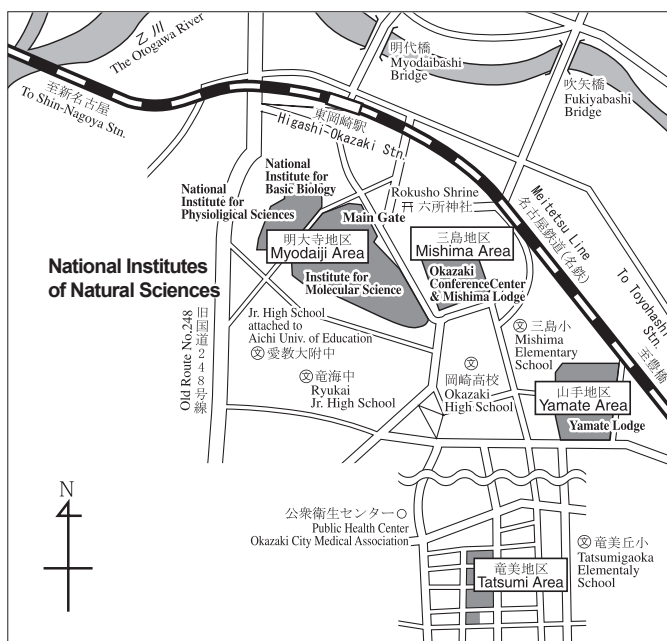 乙川
The Otogawa River
明代橋
Myodaibashi
Bridge
吹矢橋
Fukiyabashi
Bridge
至新名古屋
To Shin-Nagoya Stn.
東岡崎駅
Higashi-Okazaki Stn.
National
Institute for
Basic Biology
National
Institute for
Physioligical Sciences
Main Gate
Rokusho Shrine
六所神社
Meitetsu Line
名古屋鉄道(名鉄)
To Toyohashi Stn.
至豊橋
明大寺地区
Myodaiji Area
三島地区
Mishima Area
Institute for
Molecular Science
Okazaki
ConferenceCenter
& Mishima Lodge
National Institutes
of Natural Sciences
旧国道248号線
Old Route No.248
Jr. High School
attached to
Aichi Univ. of Education
文 愛教大附中
文 竜海中
Ryukai
Jr. High School
文 三島小
Mishima
Elementary
School
文
岡崎高校
Okazaki
High School
山手地区
Yamate Area
Yamate Lodge
N
公衆衛生センター
Public Health Center
Okazaki City Medical Association
文 竜美丘小
Tatsumigaoka
Elementaly
School
竜美地区
Tatsumi Area